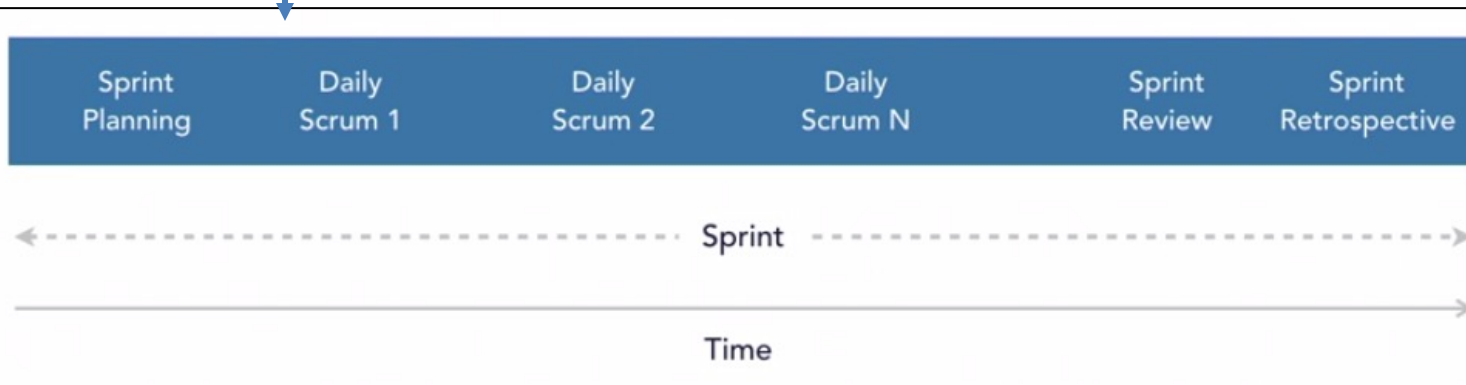 Sprint
Planning
Daily
Scrum 1
Daily
Scrum 2
Daily
Scrum N
Sprint
Review
Sprint
Retrospective
Sprint
Time